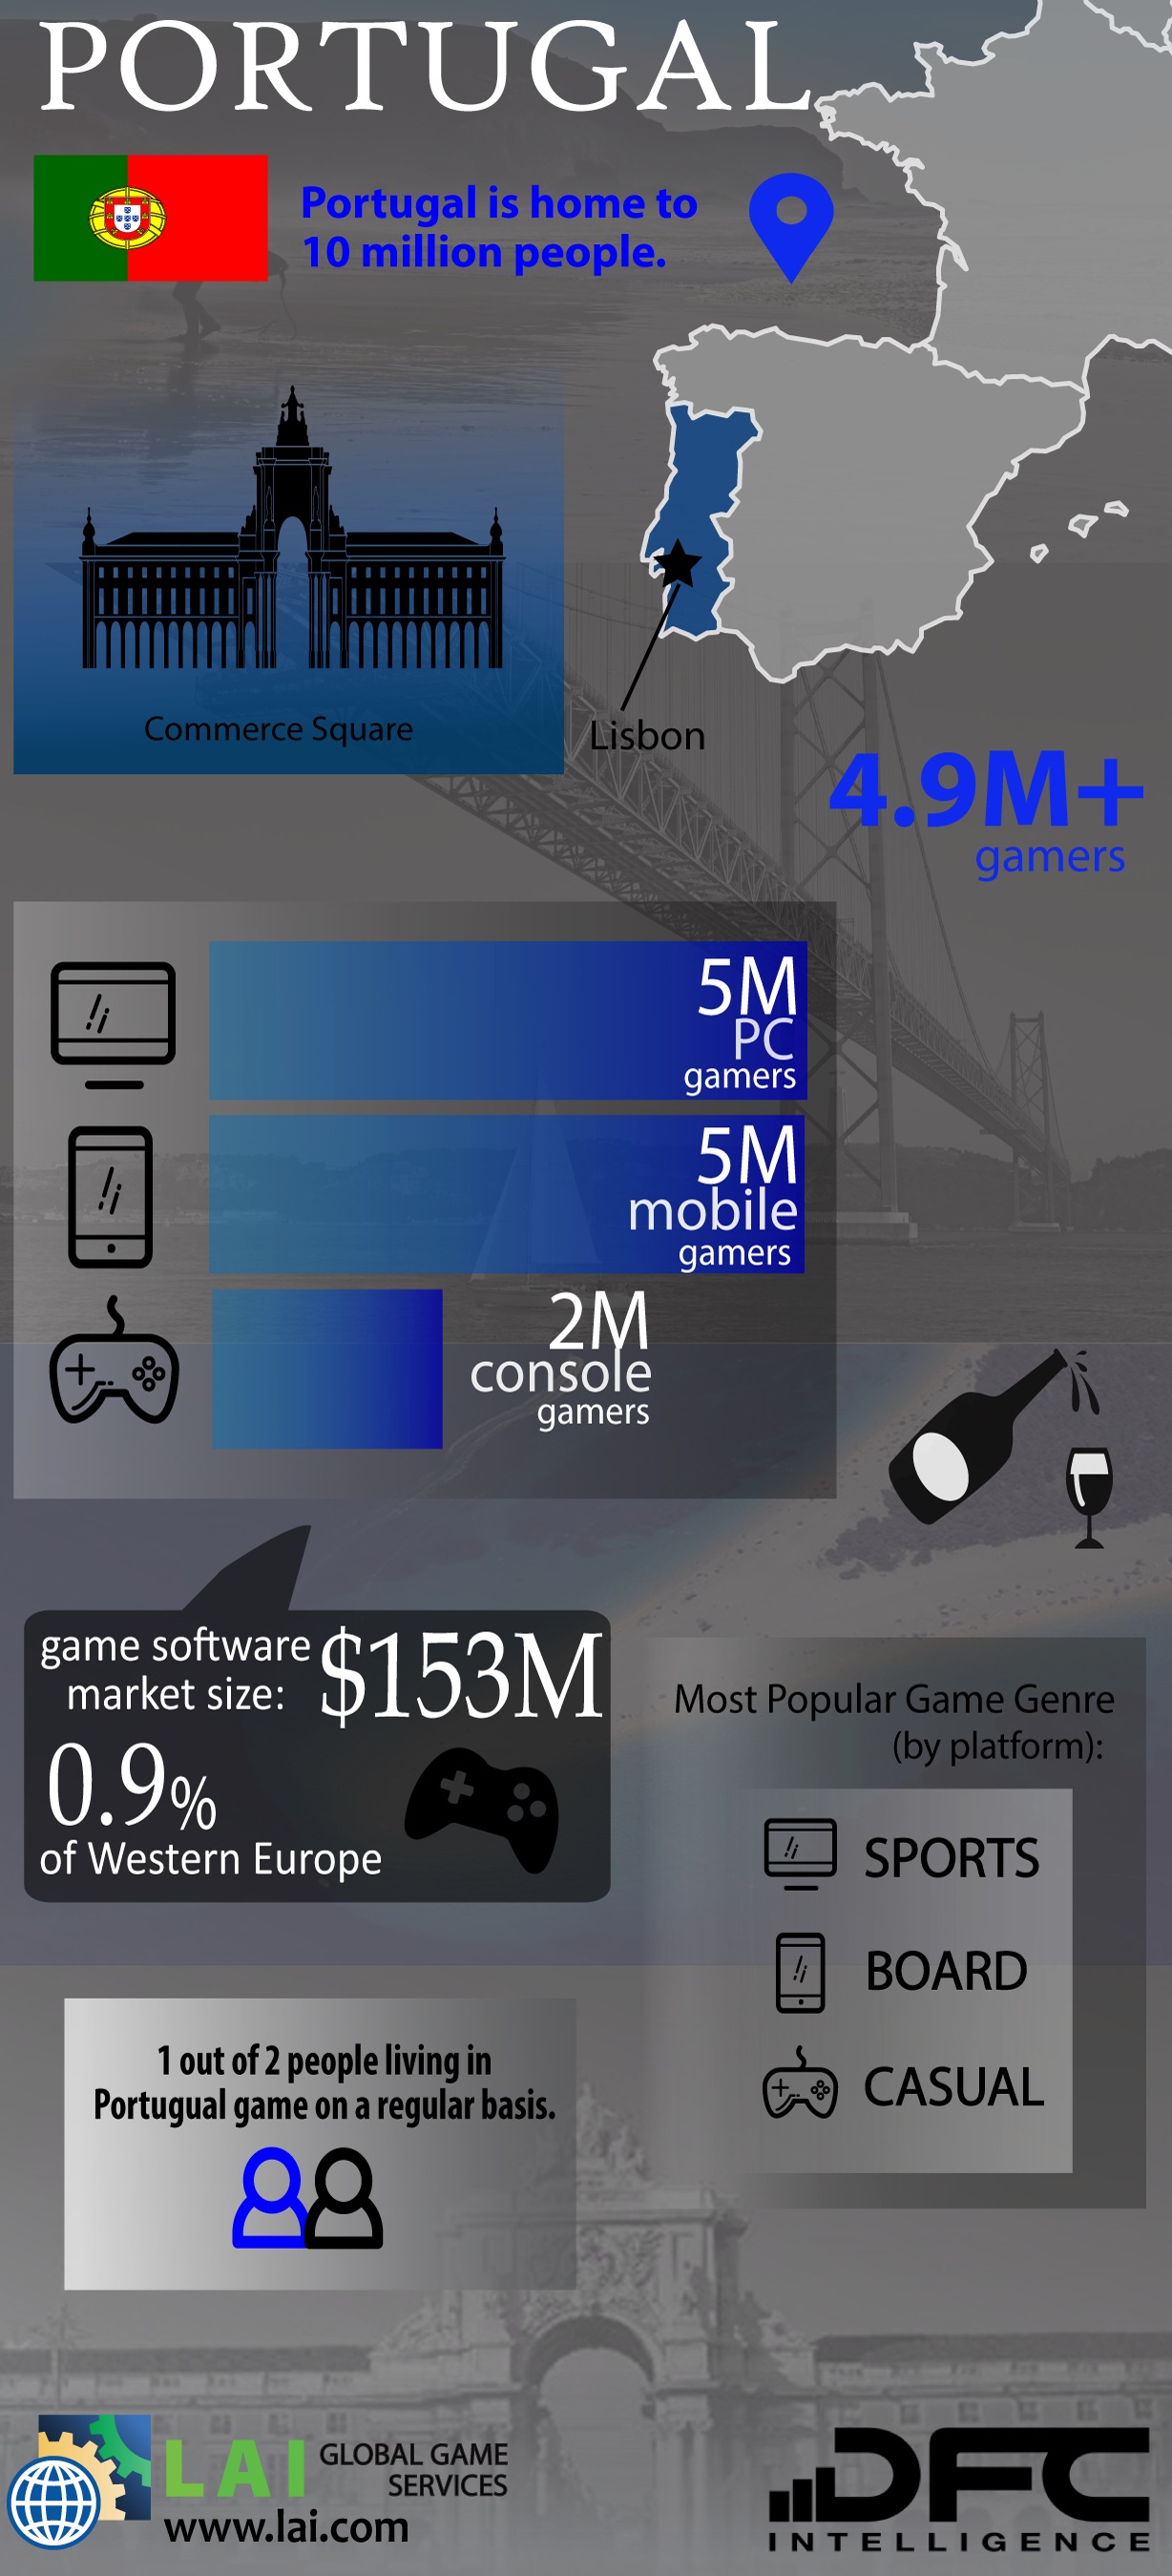 PORTUGAL
Portugal is home to
10 million people.
Commerce Square
Lisbon
4.9M+
gamers
5M
PC
gamers
5M
mobile
gamers
2M
console
gamers
game software
market size:
$153M
0.9%
of Western Europe
Most Popular Game Genre
(by platform):
SPORTS
BOARD
CASUAL
1 out of 2 people living in
Portugual game on a regular basis.
LAI
GLOBAL GAME
SERVICES
www.lai.com
DFC
INTELLIGENCE